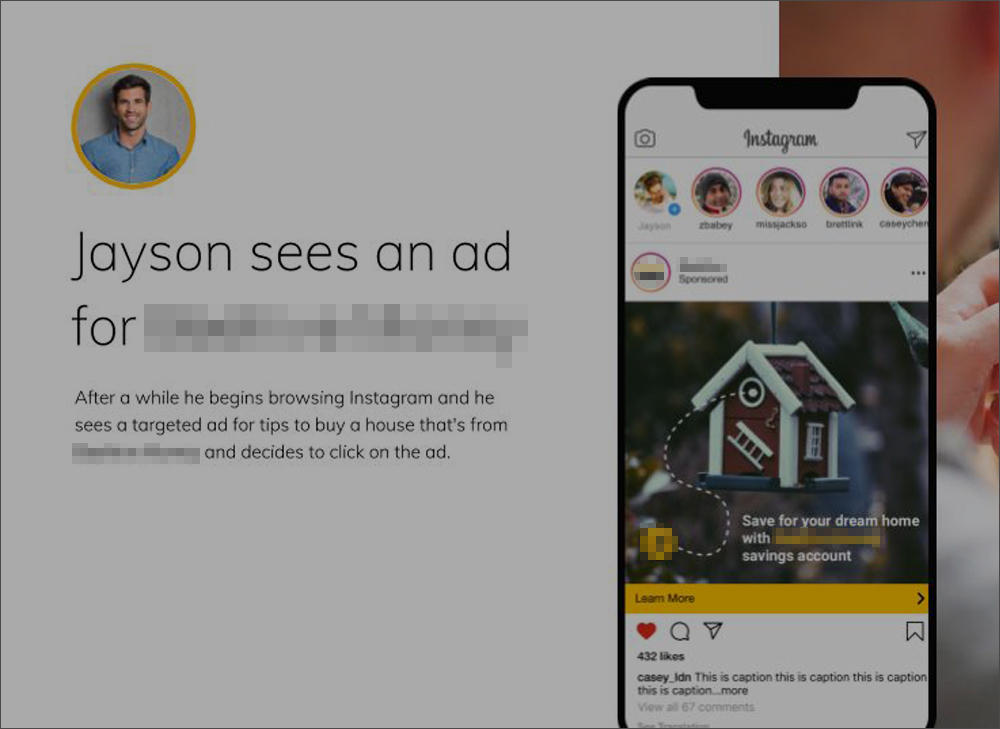 Jayson sees an ad
for
After a while he begins browsing Instagram and he
sees a targeted ad for tips to buy a house that's from
and decides to click on the ad.
Instagram
Jayson
zbabey
missjackso
brettlink
caseychen
Sponsored
Save for your dream home
with
savings account
Learn More
432 likes
casey_ldn This is caption this is caption this is caption
this is caption...more
View all 67 comments
See Translation